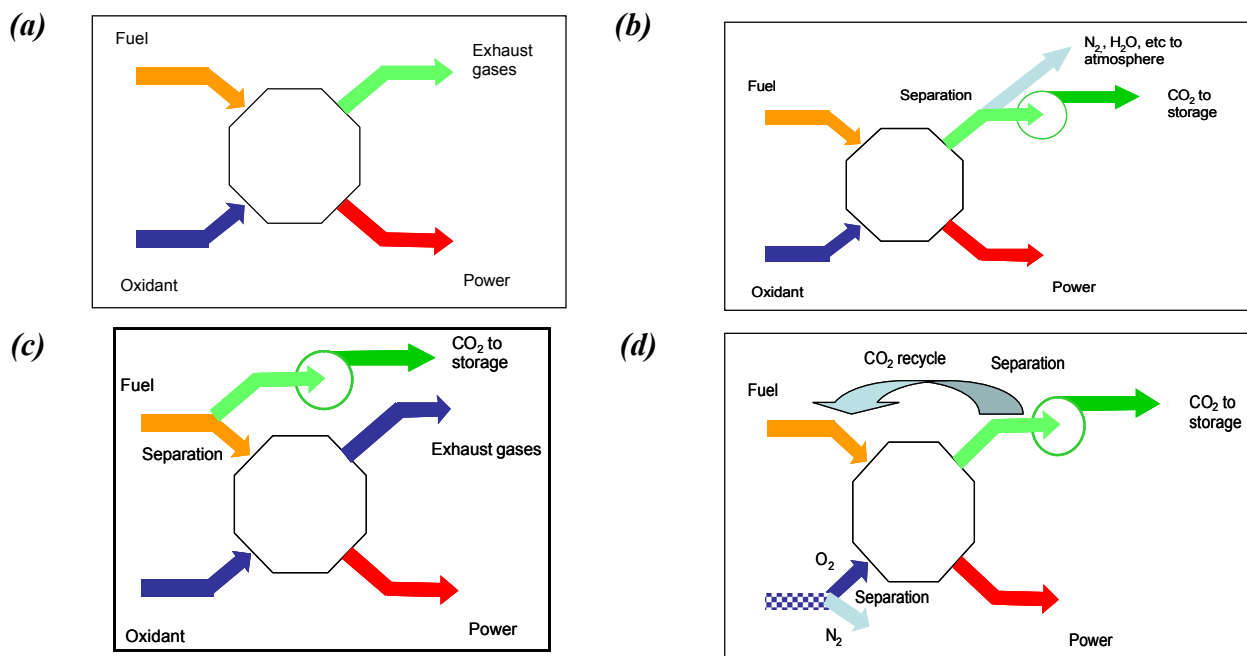 (a)
Fuel
Exhaust
gases
Oxidant
Power
(b)
N₂, H₂O, etc to
atmosphere
Fuel
Separation
CO₂ to
storage
Oxidant
Power
(c)
CO₂ to
storage
Fuel
Separation
Exhaust gases
Oxidant
Power
(d)
CO₂ recycle
Separation
Fuel
CO₂ to
storage
O₂
Separation
N₂
Power